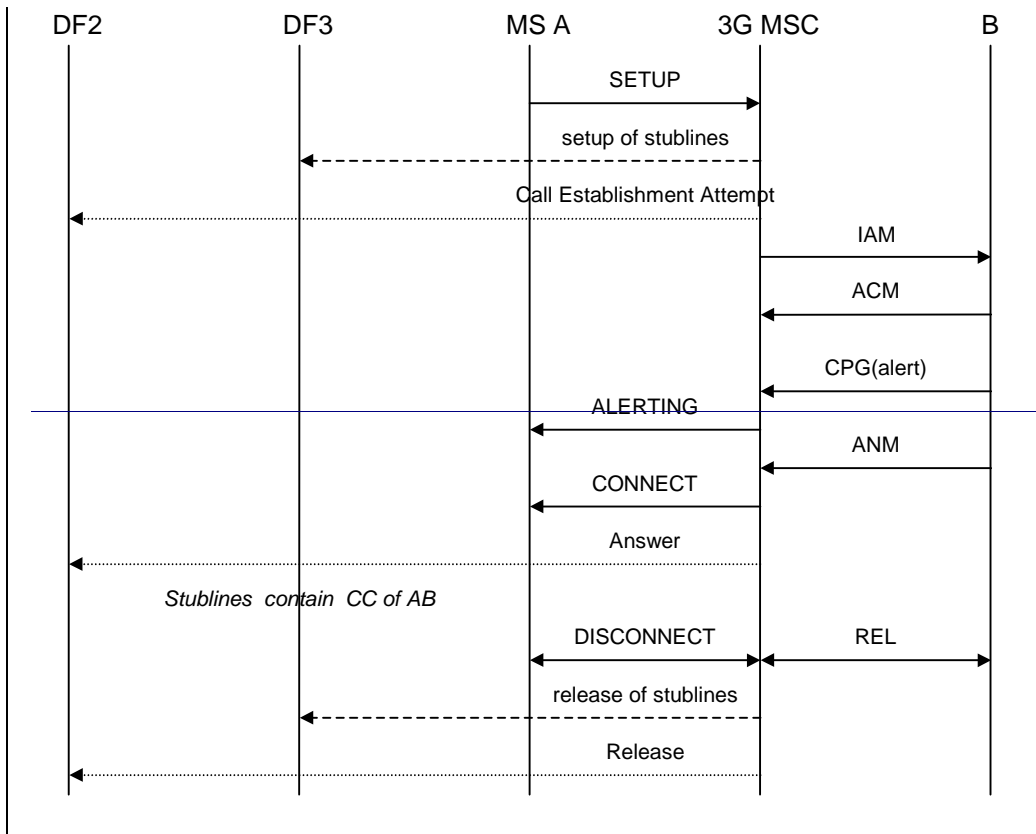 DF2 DF3 MS A 3G MSC B
SETUP
setup of stublines
Call Establishment Attempt
IAM
ACM
CPG(alert)
ALERTING
ANM
CONNECT
Answer
Stublines contain CC of AB
DISCONNECT REL
release of stublines
Release